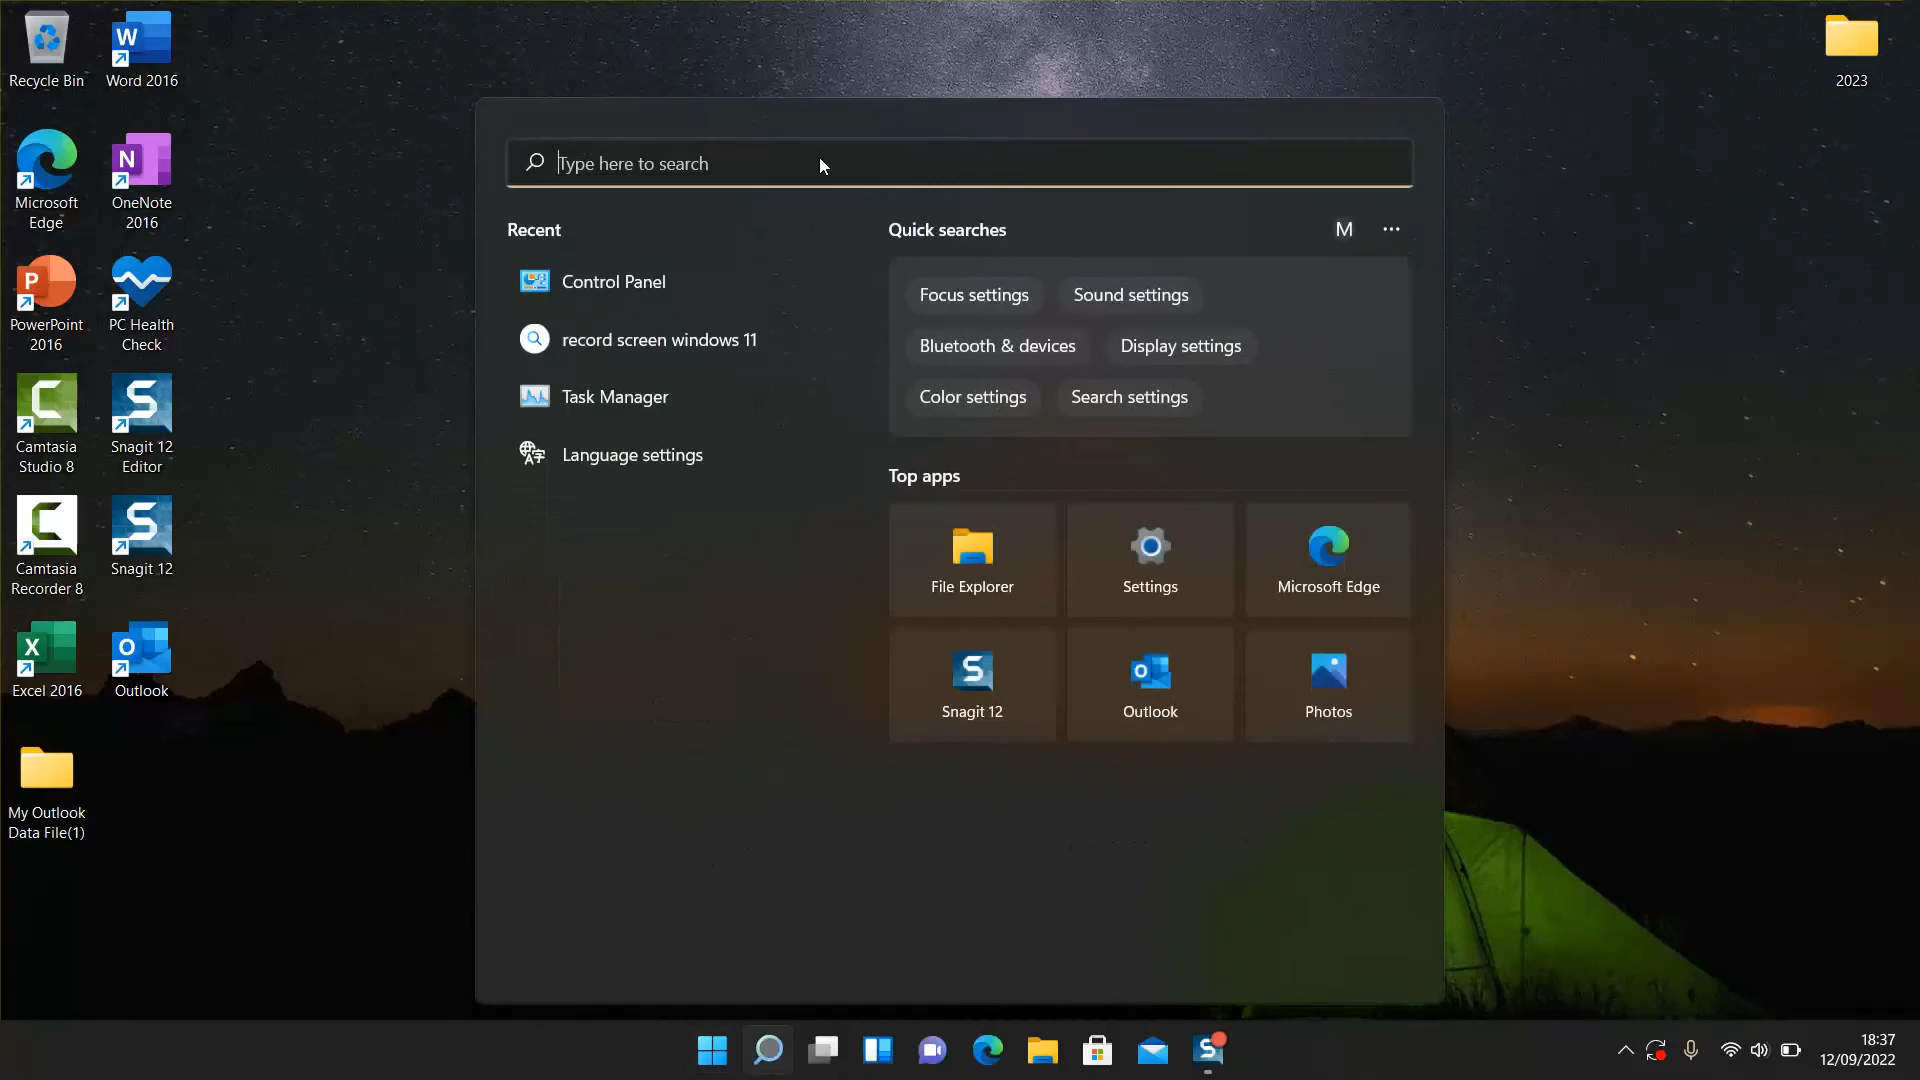 Recycle Bin
Word 2016
Microsoft
Edge
OneNote
2016
PowerPoint
2016
PC Health
Check
Camtasia
Studio 8
Snagit 12
Editor
Camtasia
Recorder 8
Snagit 12
Excel 2016
Outlook
My Outlook
Data File(1)
2023
Type here to search
Recent
Control Panel
record screen windows 11
Task Manager
Language settings
Quick searches
M
Focus settings
Sound settings
Bluetooth & devices
Display settings
Color settings
Search settings
Top apps
File Explorer
Settings
Microsoft Edge
Snagit 12
Outlook
Photos
18:37
12/09/2022